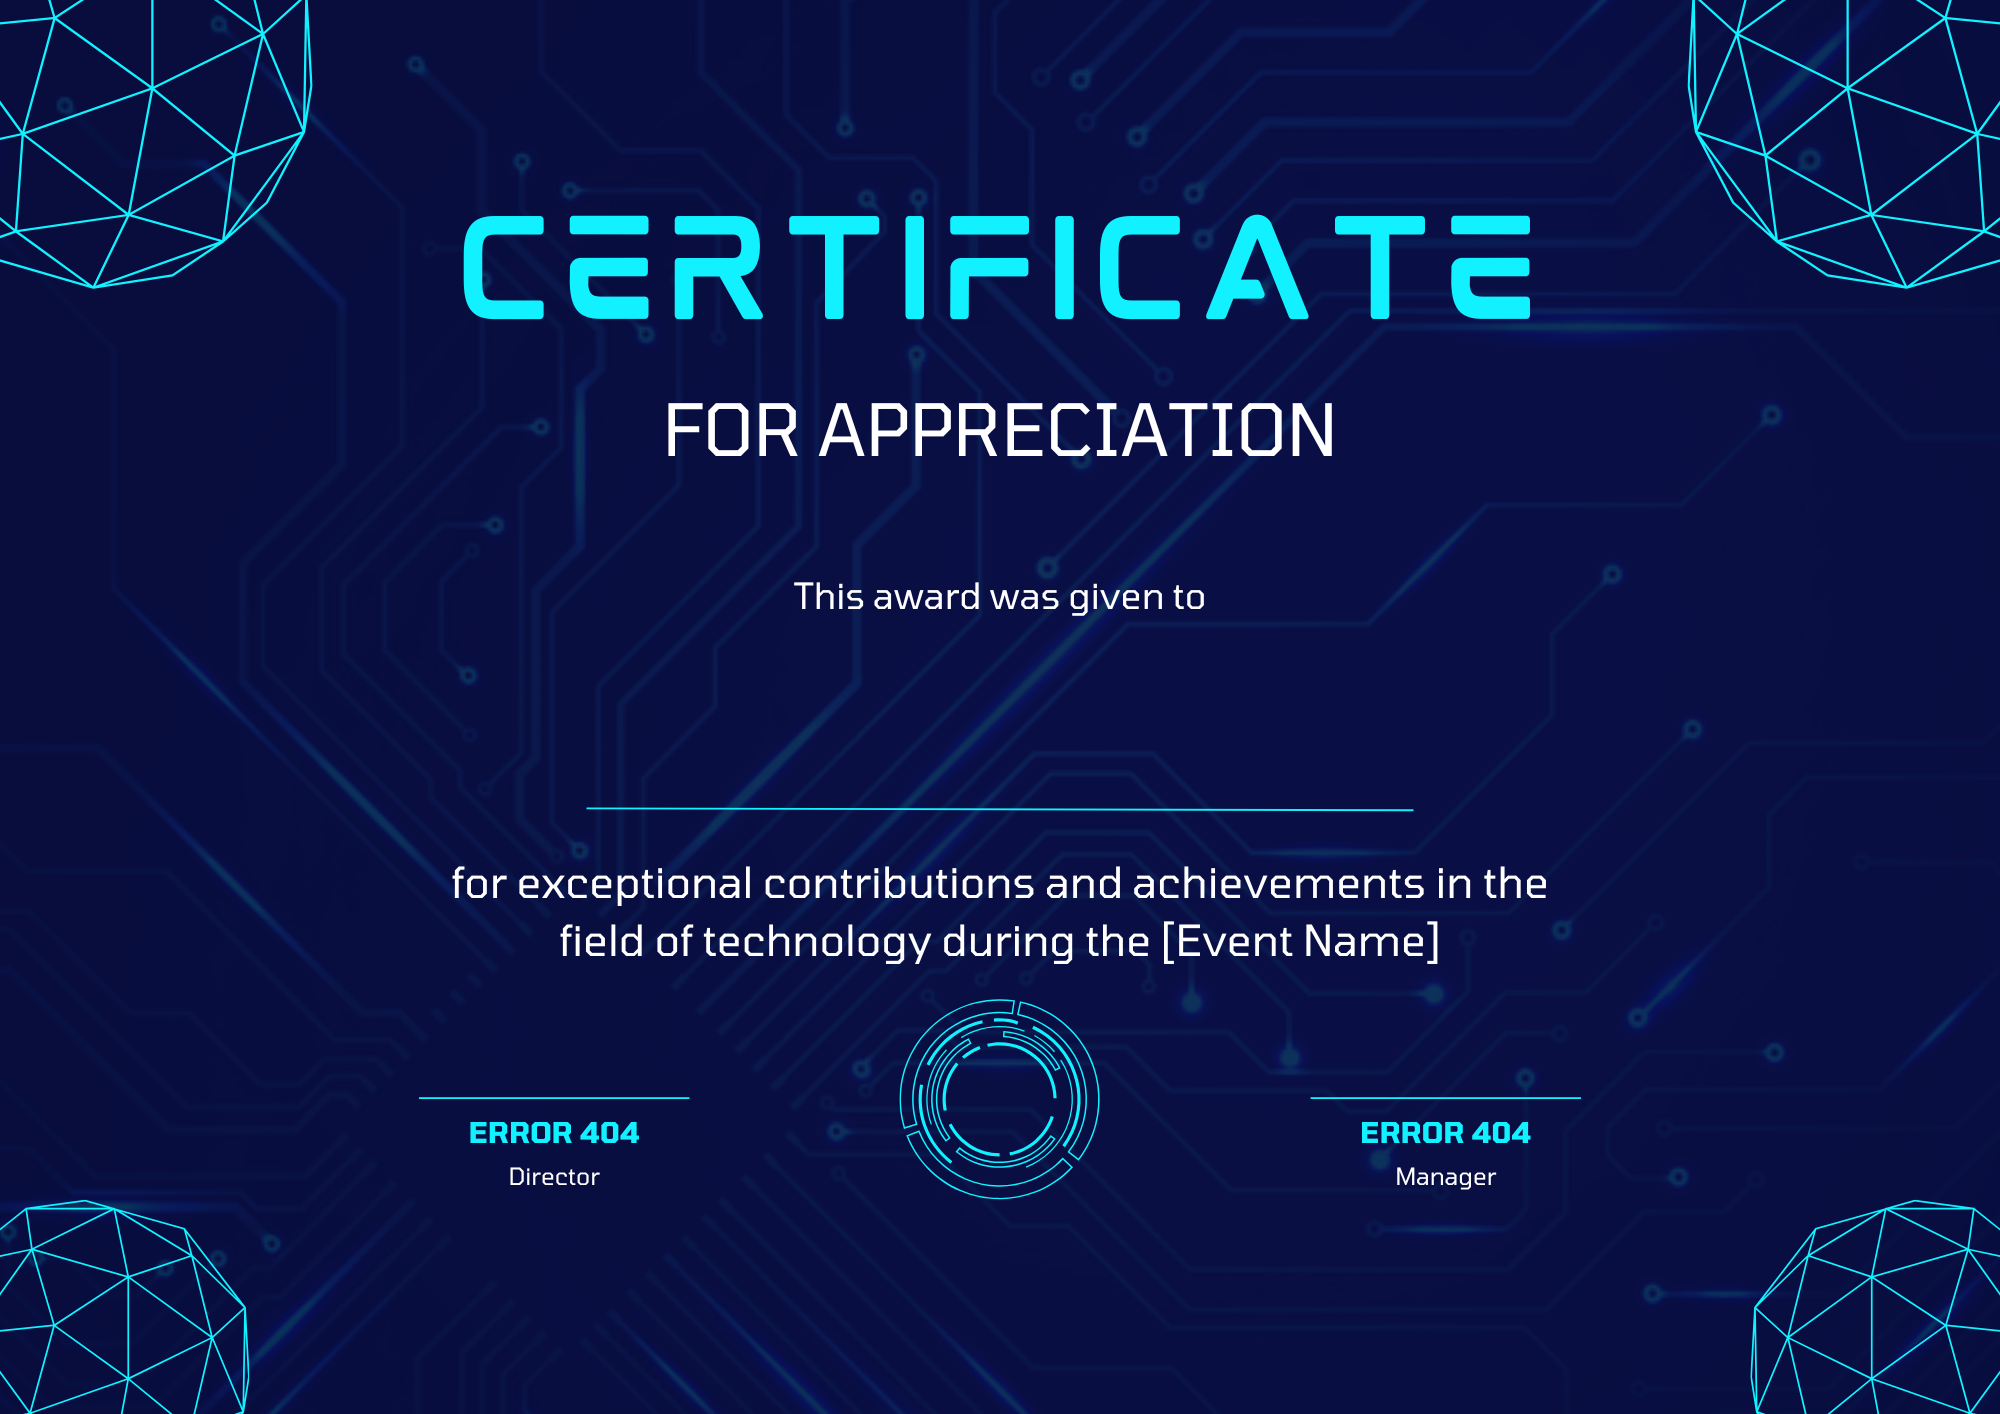 CERTIFICATE
FOR APPRECIATION
This award was given to
for exceptional contributions and achievements in the
field of technology during the [Event Name]
ERROR 404
Director
ERROR 404
Manager